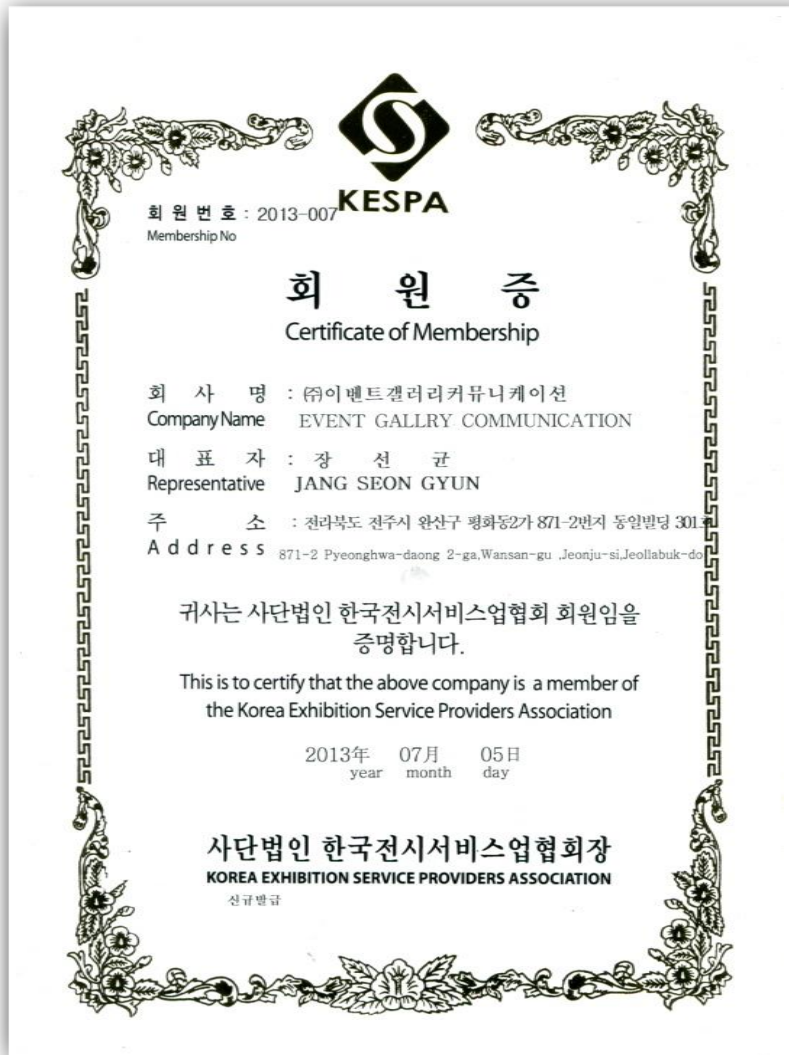 KESPA
회 원 번 호 : 2013-007
Membership No
회 원 증
Certificate of Membership
회 사 명 : ㈜이벤트갤러리커뮤니케이션
Company Name EVENT GALLRY COMMUNICATION
대 표 자 : 장 선 균
Representative JANG SEON GYUN
주 소 : 전라북도 전주시 완산구 평화동2가 871-2번지 동일빌딩 301호
Address 871-2 Pyeonghwa-daong 2-ga,Wansan-gu ,Jeonju-si,Jeollabuk-do
귀사는 사단법인 한국전시서비스업협회 회원임을
증명합니다.
This is to certify that the above company is a member of
the Korea Exhibition Service Providers Association
2013年 07月 05日
year month day
사단법인 한국전시서비스업협회장
KOREA EXHIBITION SERVICE PROVIDERS ASSOCIATION
신규발급